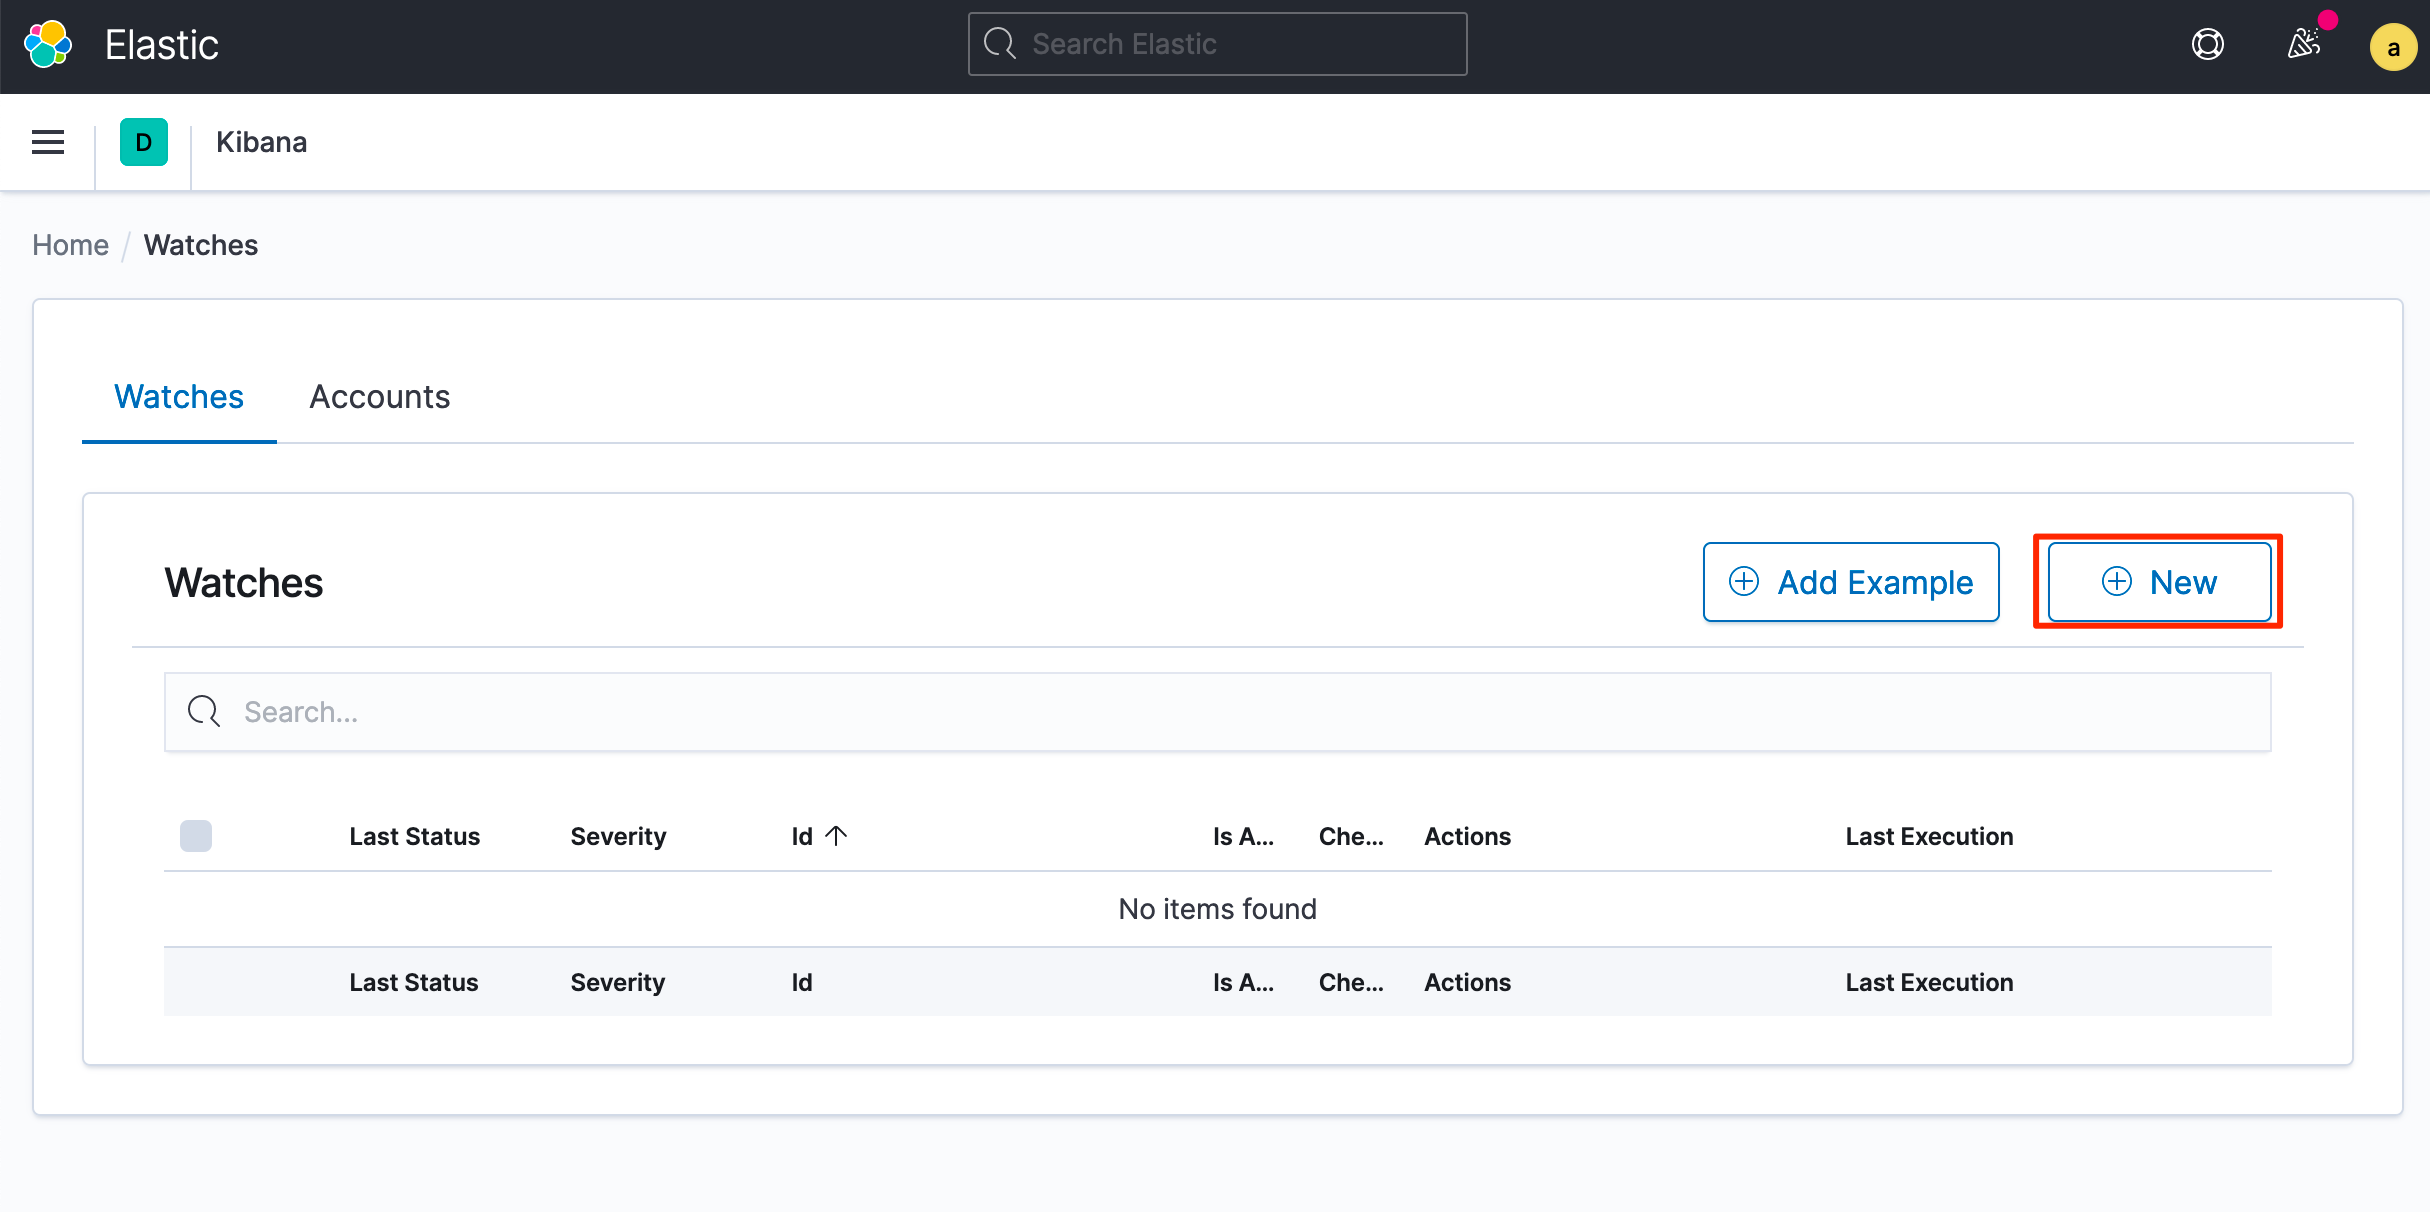 Elastic
Search Elastic
a
D
Kibana
Home / Watches
Watches
Accounts
Watches
Add Example
New
Search...
Last Status Severity Id Is A... Che... Actions Last Execution
No items found
Last Status Severity Id Is A... Che... Actions Last Execution